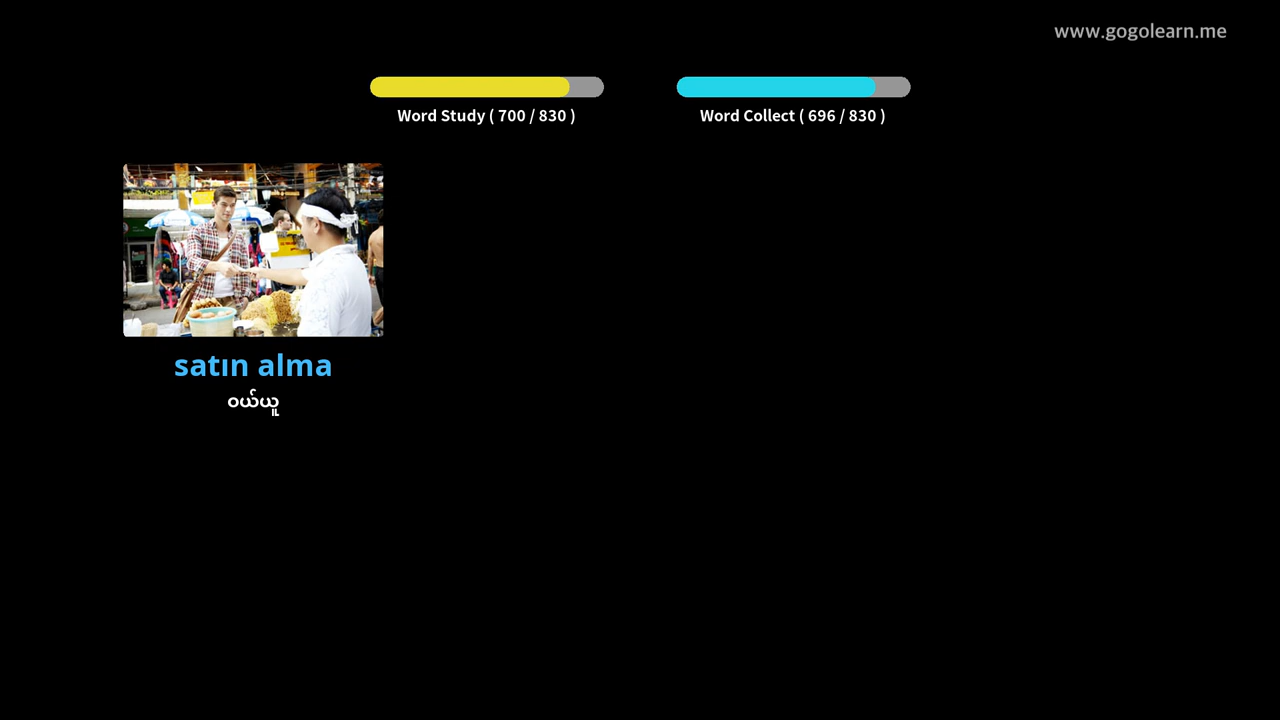 www.gogolearn.me
Word Study ( 700 / 830 )
Word Collect ( 696 / 830 )
satın alma
ဝယ်ယူ